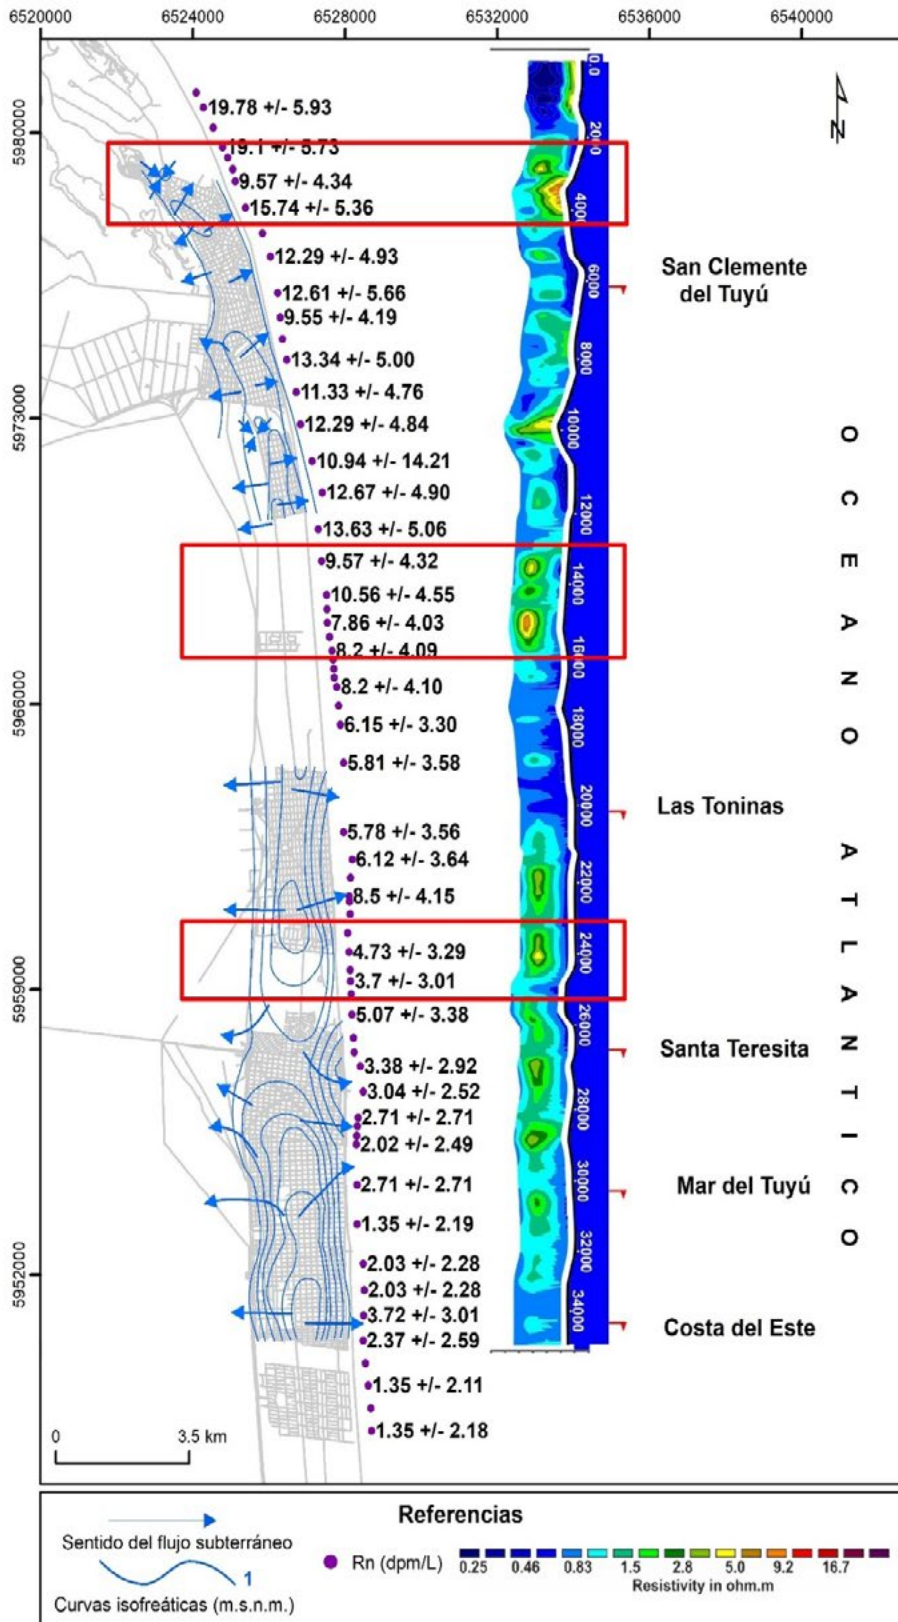 6520000 6524000 6528000 6532000 6536000 6540000
5980000
5973000
5966000
5959000
5952000
19.78 +/- 5.93
19.1 +/- 5.73
9.57 +/- 4.34
15.74 +/- 5.36
12.29 +/- 4.93
12.61 +/- 5.66
9.55 +/- 4.19
13.34 +/- 5.00
11.33 +/- 4.76
12.29 +/- 4.84
10.94 +/- 14.21
12.67 +/- 4.90
13.63 +/- 5.06
9.57 +/- 4.32
10.56 +/- 4.55
7.86 +/- 4.03
8.2 +/- 4.09
8.2 +/- 4.10
6.15 +/- 3.30
5.81 +/- 3.58
5.78 +/- 3.56
6.12 +/- 3.64
8.5 +/- 4.15
4.73 +/- 3.29
3.7 +/- 3.01
5.07 +/- 3.38
3.38 +/- 2.92
3.04 +/- 2.52
2.71 +/- 2.71
2.02 +/- 2.49
2.71 +/- 2.71
1.35 +/- 2.19
2.03 +/- 2.28
2.03 +/- 2.28
3.72 +/- 3.01
2.37 +/- 2.59
1.35 +/- 2.11
1.35 +/- 2.18
0.0
2000
4000
6000
8000
10000
12000
14000
16000
18000
20000
22000
24000
26000
28000
30000
32000
34000
N
San Clemente
del Tuyú
Las Toninas
Santa Teresita
Mar del Tuyú
Costa del Este
OCEANO ATLANTICO
0 3.5 km
Referencias
Sentido del flujo subterráneo
1
Curvas isofreáticas (m.s.n.m.)
Rn (dpm/L)
0.25 0.46 0.83 1.5 2.8 5.0 9.2 16.7
Resistivity in ohm.m